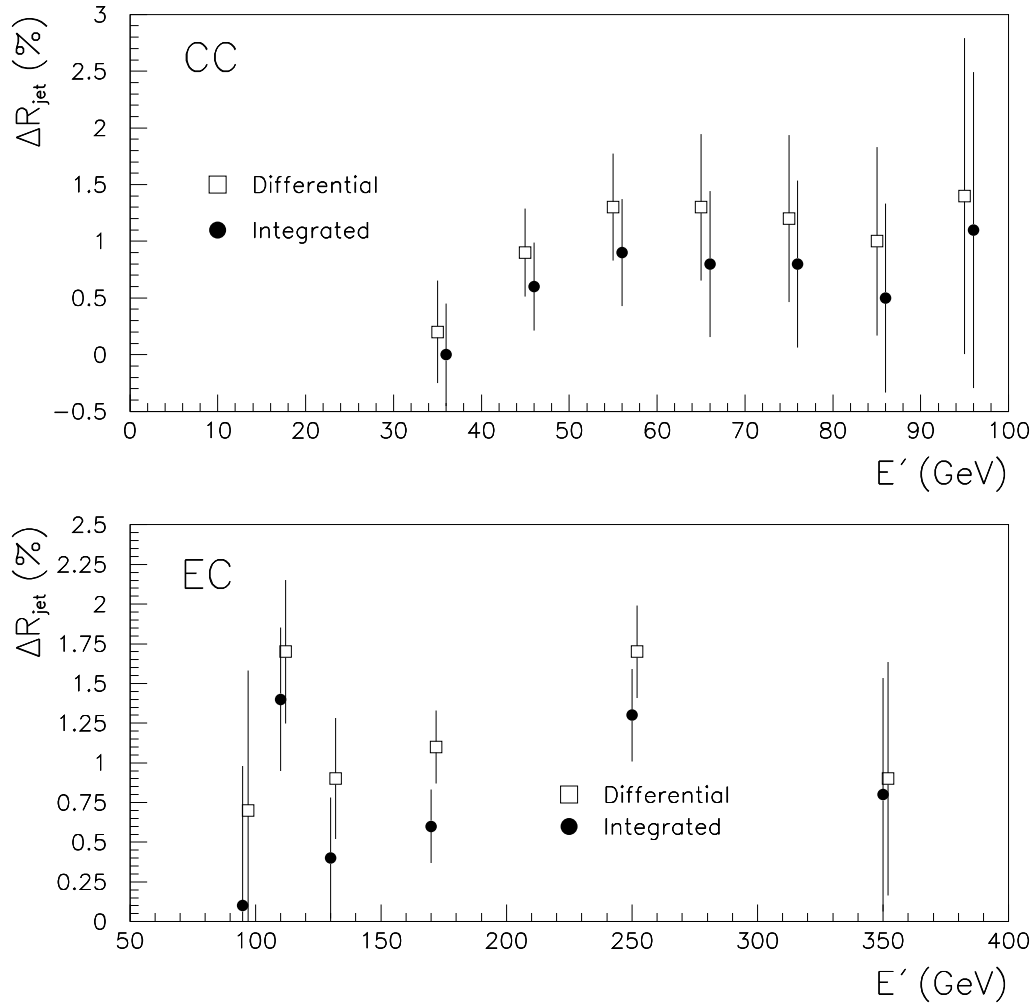 ΔR_jet (%)
CC
3
2.5
2
1.5
1
0.5
0
−0.5
Differential
Integrated
0 10 20 30 40 50 60 70 80 90 100
E′ (GeV)
ΔR_jet (%)
EC
2.5
2.25
2
1.75
1.5
1.25
1
0.75
0.5
0.25
0
Differential
Integrated
50 100 150 200 250 300 350 400
E′ (GeV)